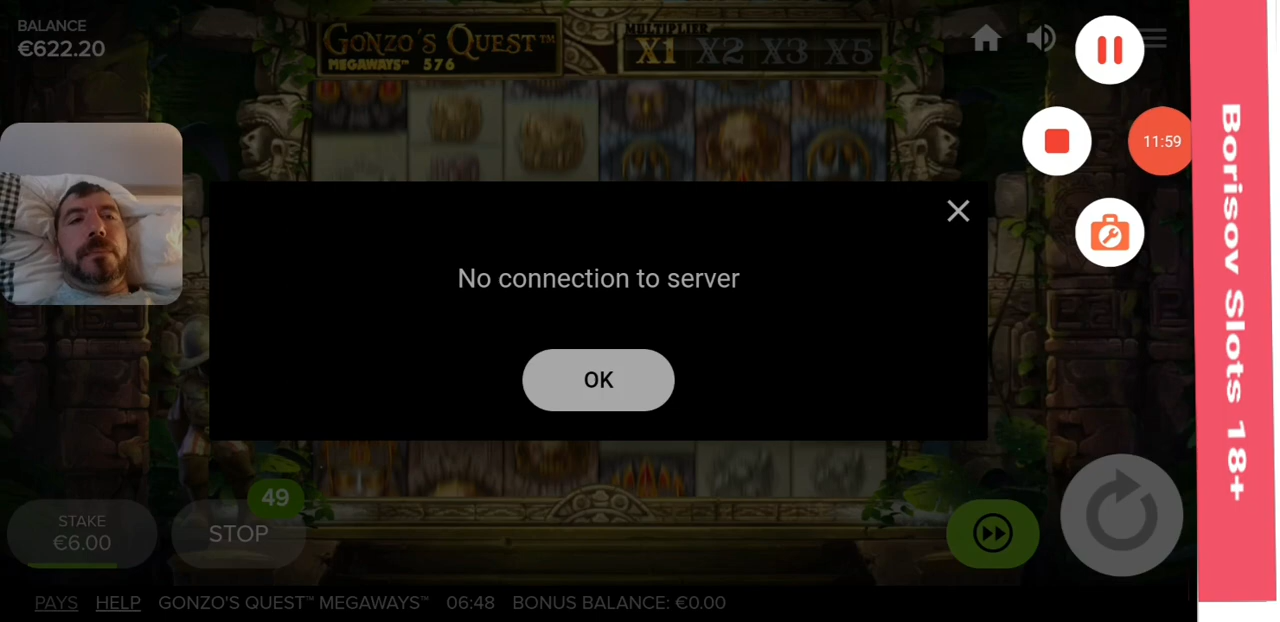 BALANCE
€622.20
GONZO'S QUEST™
MEGAWAYS™ 576
MULTIPLIER
X1 X2 X3 X5
11:59
No connection to server
OK
STAKE
€6.00
49
STOP
PAYS HELP GONZO'S QUEST™ MEGAWAYS™ 06:48 BONUS BALANCE: €0.00
Borisov Slots 18+